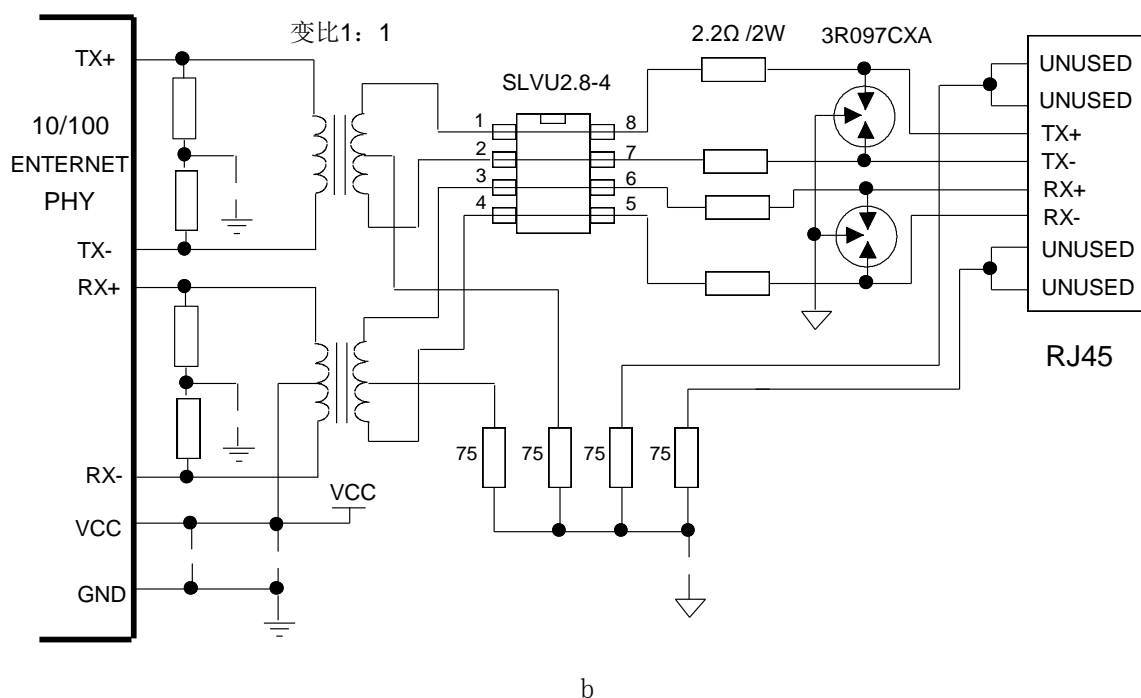 变比1：1
2.2Ω /2W
3R097CXA
SLVU2.8-4
TX+
10/100
ENTERNET
PHY
TX-
RX+
RX-
VCC
GND
VCC
1
2
3
4
8
7
6
5
75
75
75
75
UNUSED
UNUSED
TX+
TX-
RX+
RX-
UNUSED
UNUSED
RJ45
b